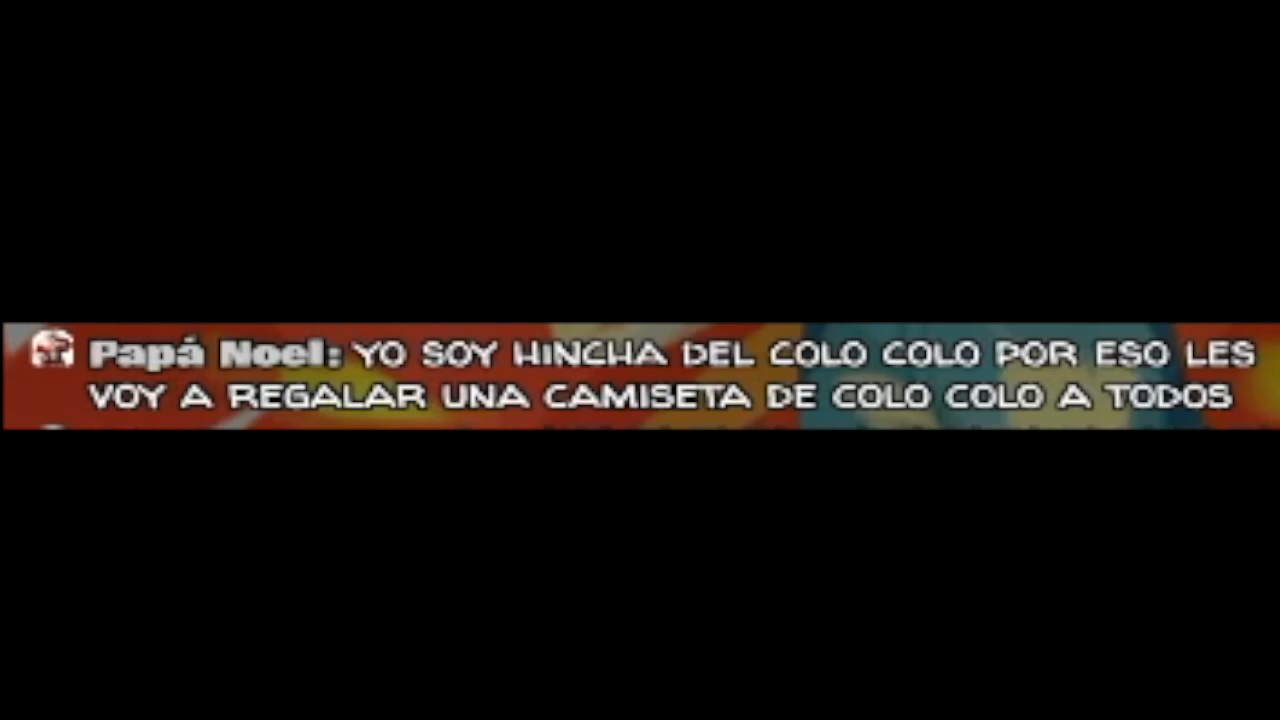 Papá Noel: YO SOY HINCHA DEL COLO COLO POR ESO LES
VOY A REGALAR UNA CAMISETA DE COLO COLO A TODOS